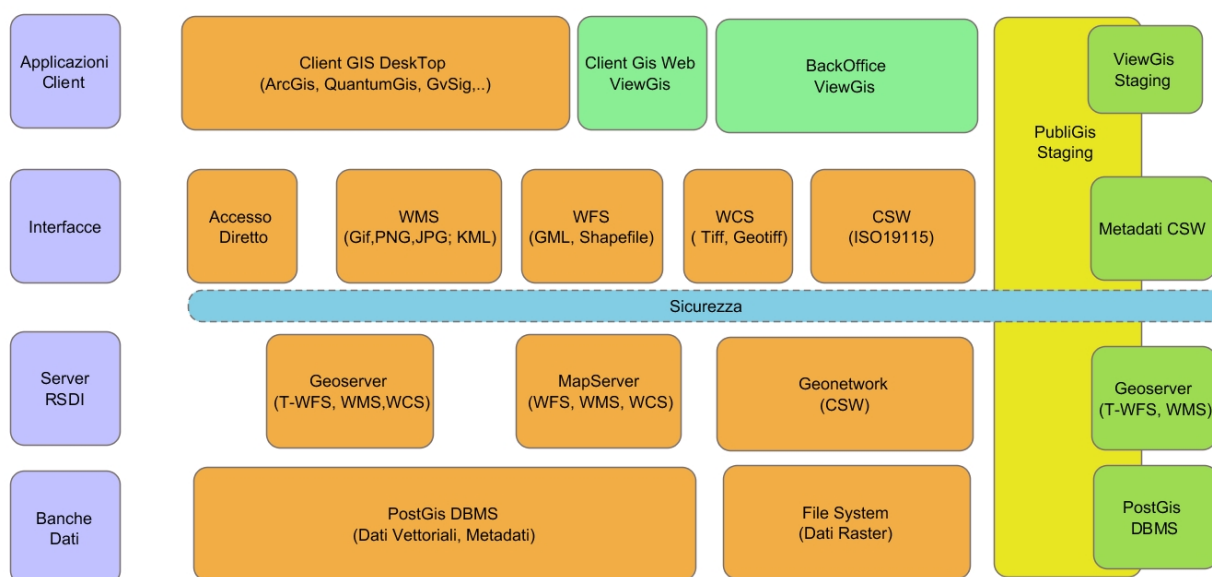 Applicazioni
Client
Client GIS DeskTop
(ArcGis, QuantumGis, GvSig,..)
Client Gis Web
ViewGis
BackOffice
ViewGis
ViewGis
Staging
PubliGis
Staging
Interfacce
Accesso
Diretto
WMS
(Gif,PNG,JPG; KML)
WFS
(GML, Shapefile)
WCS
( Tiff, Geotiff)
CSW
(ISO19115)
Metadati CSW
Sicurezza
Server
RSDI
Geoserver
(T-WFS, WMS,WCS)
MapServer
(WFS, WMS, WCS)
Geonetwork
(CSW)
Geoserver
(T-WFS, WMS)
Banche
Dati
PostGis DBMS
(Dati Vettoriali, Metadati)
File System
(Dati Raster)
PostGis
DBMS